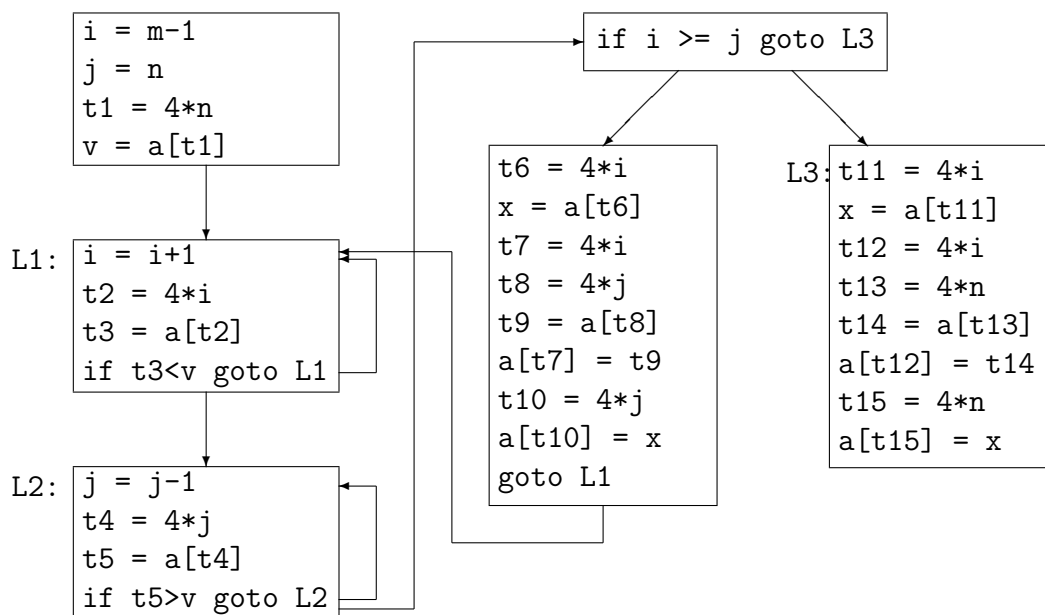 i = m-1
j = n
t1 = 4*n
v = a[t1]
L1:
i = i+1
t2 = 4*i
t3 = a[t2]
if t3<v goto L1
L2:
j = j-1
t4 = 4*j
t5 = a[t4]
if t5>v goto L2
if i >= j goto L3
t6 = 4*i
x = a[t6]
t7 = 4*i
t8 = 4*j
t9 = a[t8]
a[t7] = t9
t10 = 4*j
a[t10] = x
goto L1
L3:
t11 = 4*i
x = a[t11]
t12 = 4*i
t13 = 4*n
t14 = a[t13]
a[t12] = t14
t15 = 4*n
a[t15] = x